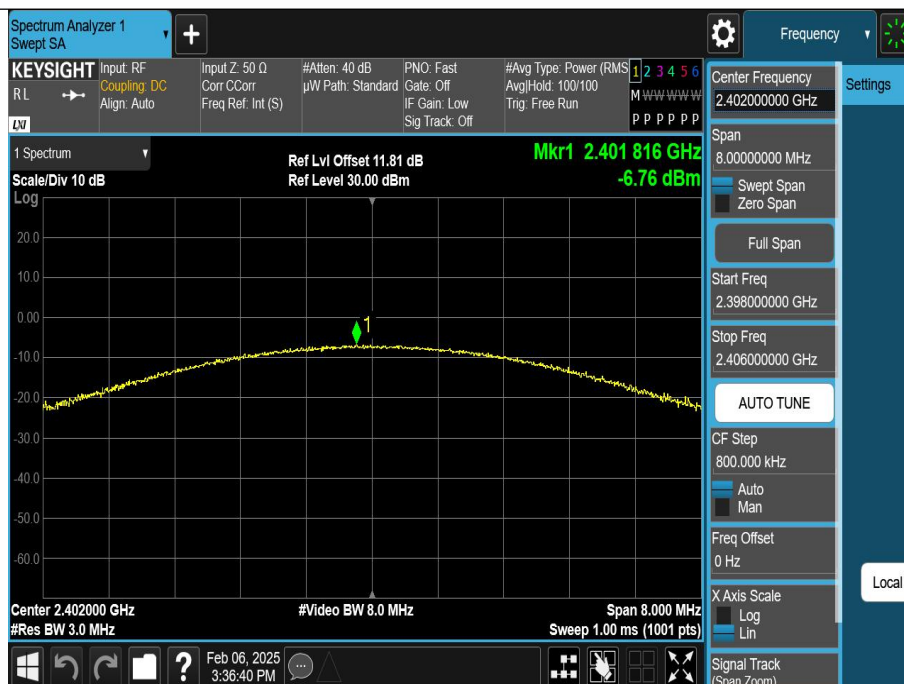 Spectrum Analyzer 1
Swept SA
Frequency
KEYSIGHT
R L
LXI
Input: RF
Coupling: DC
Align: Auto
Input Z: 50 Ω
Corr CCorr
Freq Ref: Int (S)
#Atten: 40 dB
µW Path: Standard
PNO: Fast
Gate: Off
IF Gain: Low
Sig Track: Off
#Avg Type: Power (RMS
Avg|Hold: 100/100
Trig: Free Run
1 2 3 4 5 6
M W W W W W
P P P P P P
1 Spectrum
Scale/Div 10 dB
Log
Ref Lvl Offset 11.81 dB
Ref Level 30.00 dBm
Mkr1 2.401 816 GHz
-6.76 dBm
20.0
10.0
0.00
-10.0
-20.0
-30.0
-40.0
-50.0
-60.0
1
Center 2.402000 GHz
#Res BW 3.0 MHz
#Video BW 8.0 MHz
Span 8.000 MHz
Sweep 1.00 ms (1001 pts)
Feb 06, 2025
3:36:40 PM
Center Frequency
2.402000000 GHz
Span
8.00000000 MHz
Swept Span
Zero Span
Full Span
Start Freq
2.398000000 GHz
Stop Freq
2.406000000 GHz
AUTO TUNE
CF Step
800.000 kHz
Auto
Man
Freq Offset
0 Hz
X Axis Scale
Log
Lin
Signal Track
(Span Zoom)
Settings
Local